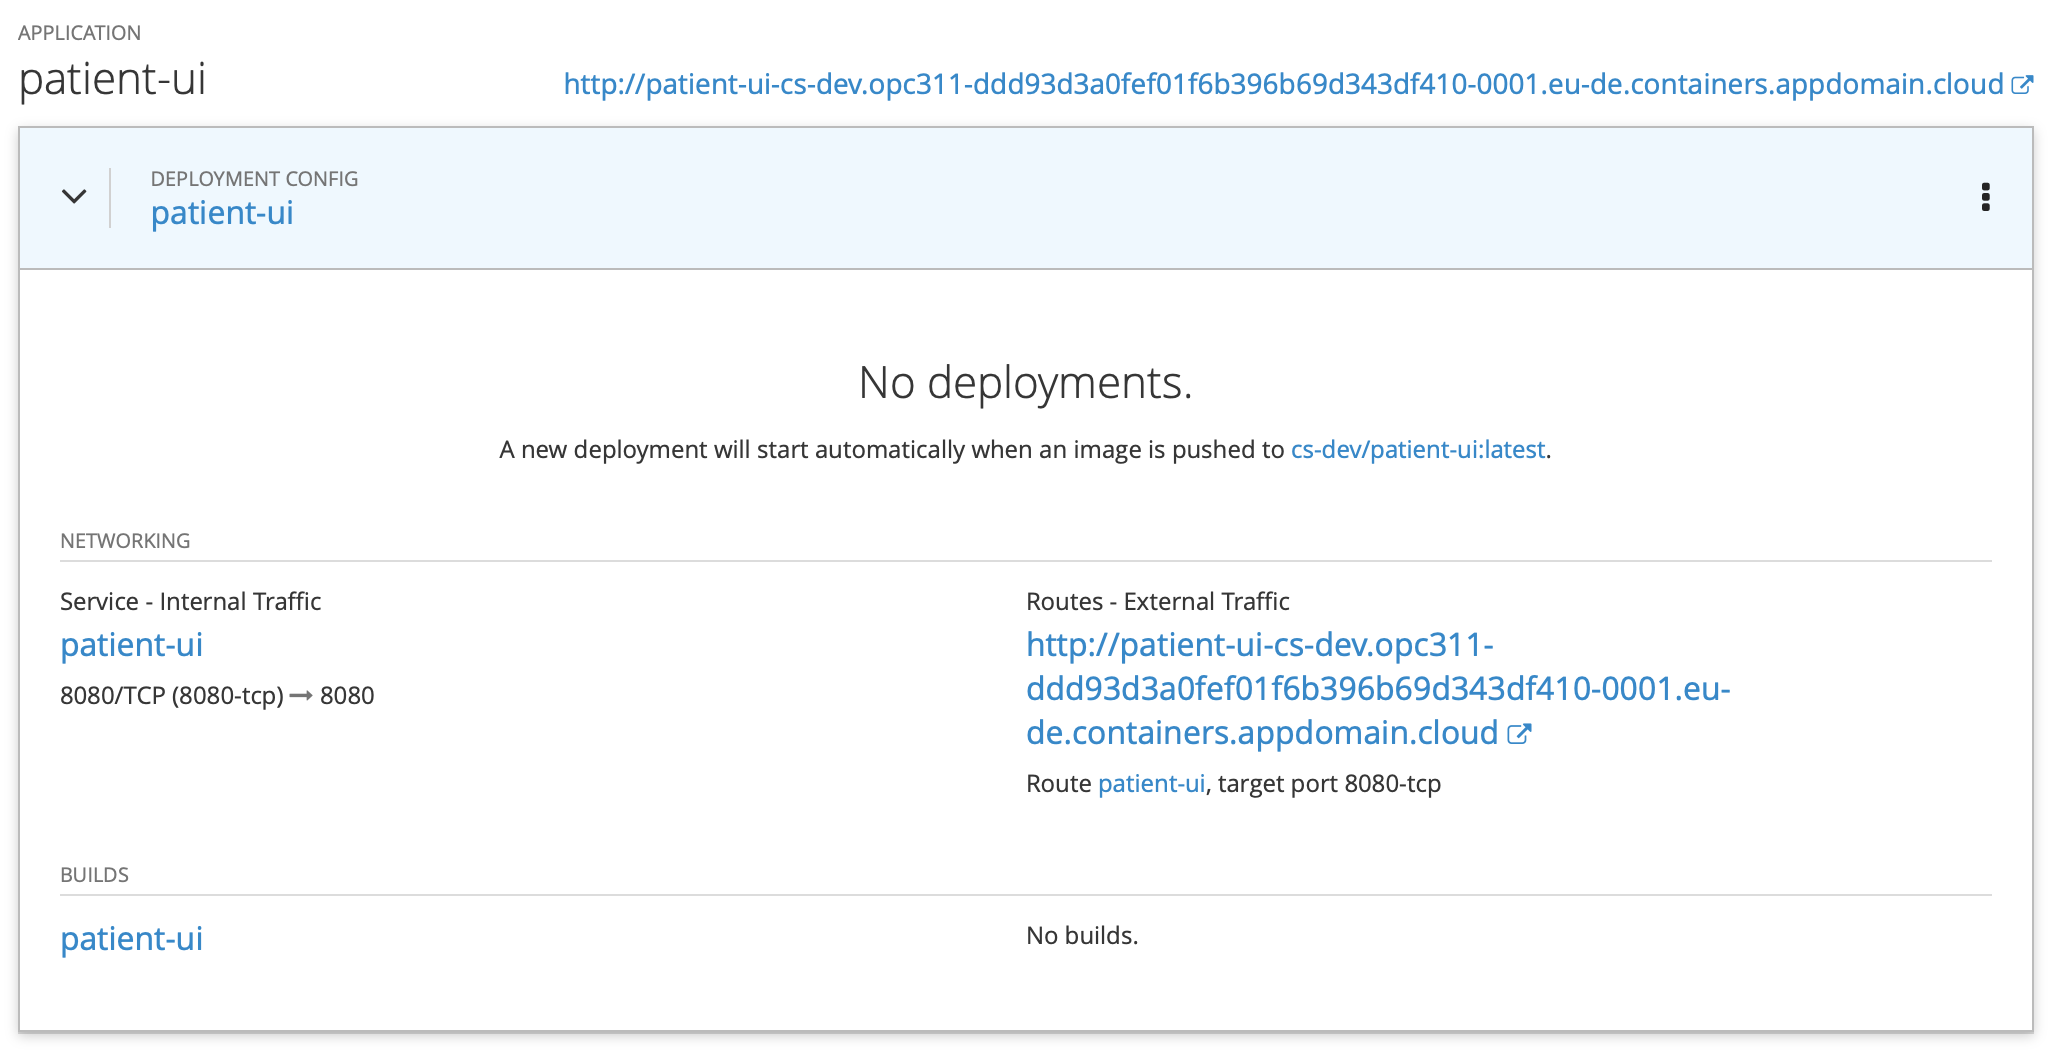 APPLICATION
patient-ui
http://patient-ui-cs-dev.opc311-ddd93d3a0fef01f6b396b69d343df410-0001.eu-de.containers.appdomain.cloud
DEPLOYMENT CONFIG
patient-ui
No deployments.
A new deployment will start automatically when an image is pushed to cs-dev/patient-ui:latest.
NETWORKING
Service - Internal Traffic
patient-ui
8080/TCP (8080-tcp) → 8080
Routes - External Traffic
http://patient-ui-cs-dev.opc311-
ddd93d3a0fef01f6b396b69d343df410-0001.eu-
de.containers.appdomain.cloud
Route patient-ui, target port 8080-tcp
BUILDS
patient-ui
No builds.